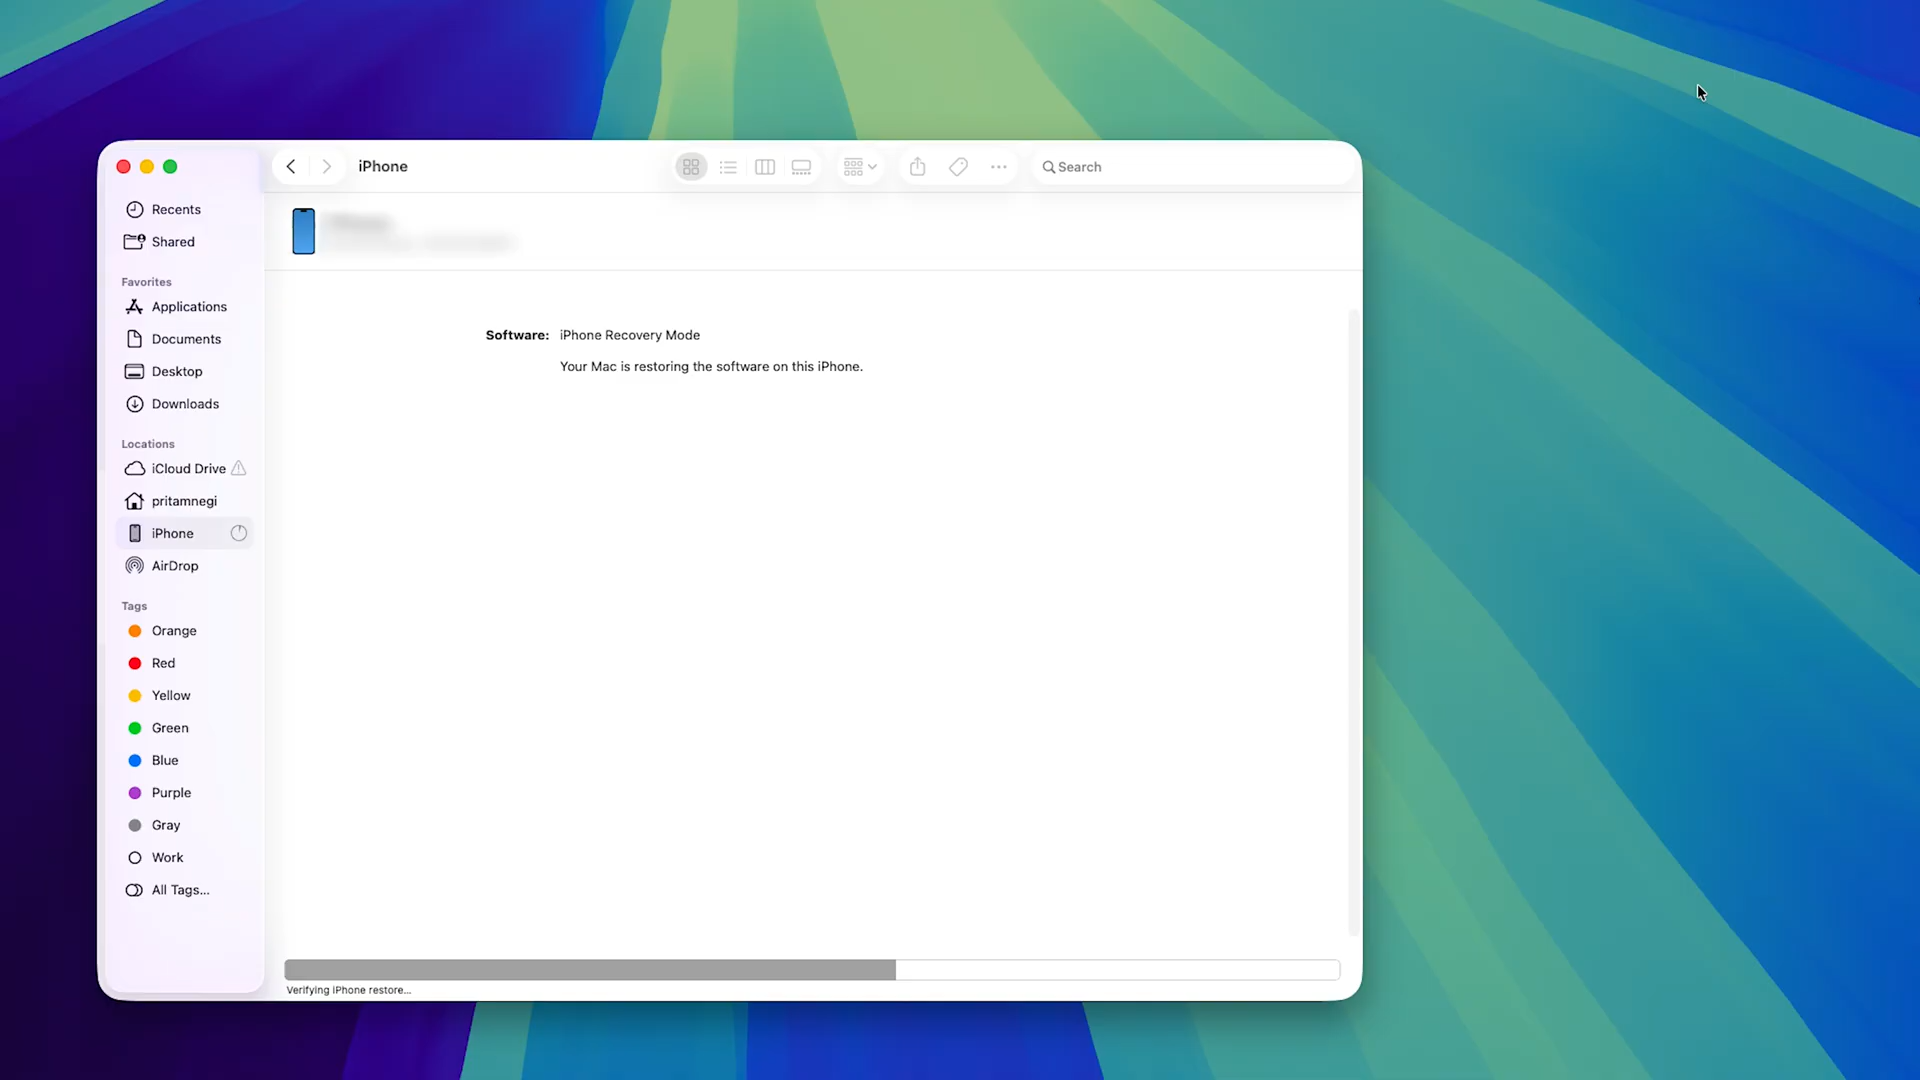 iPhone
Search
Recents
Shared
Favorites
Applications
Documents
Desktop
Downloads
Locations
iCloud Drive
pritamnegi
iPhone
AirDrop
Tags
Orange
Red
Yellow
Green
Blue
Purple
Gray
Work
All Tags...
Software: iPhone Recovery Mode
Your Mac is restoring the software on this iPhone.
Verifying iPhone restore...